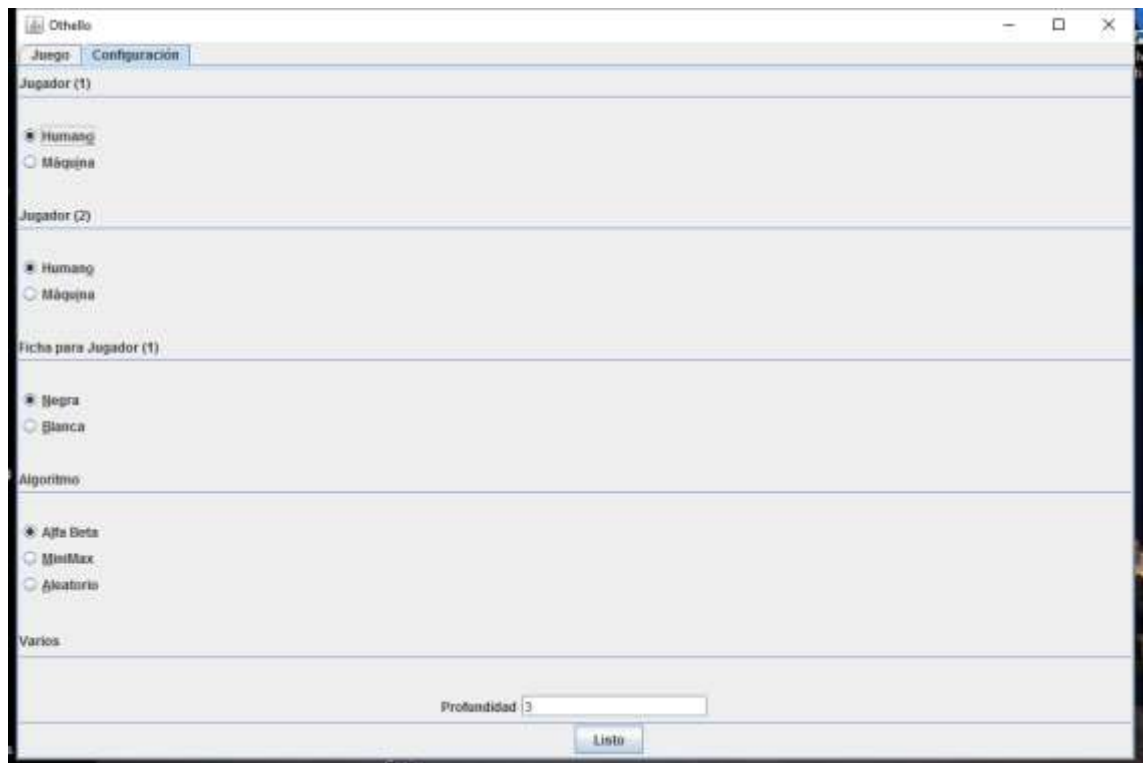 Othello
Juego Configuración
Jugador (1)
Humano
Máquina
Jugador (2)
Humano
Máquina
Ficha para Jugador (1)
Negra
Blanca
Algoritmo
Alfa Beta
MiniMax
Aleatorio
Varios
Profundidad 3
Listo